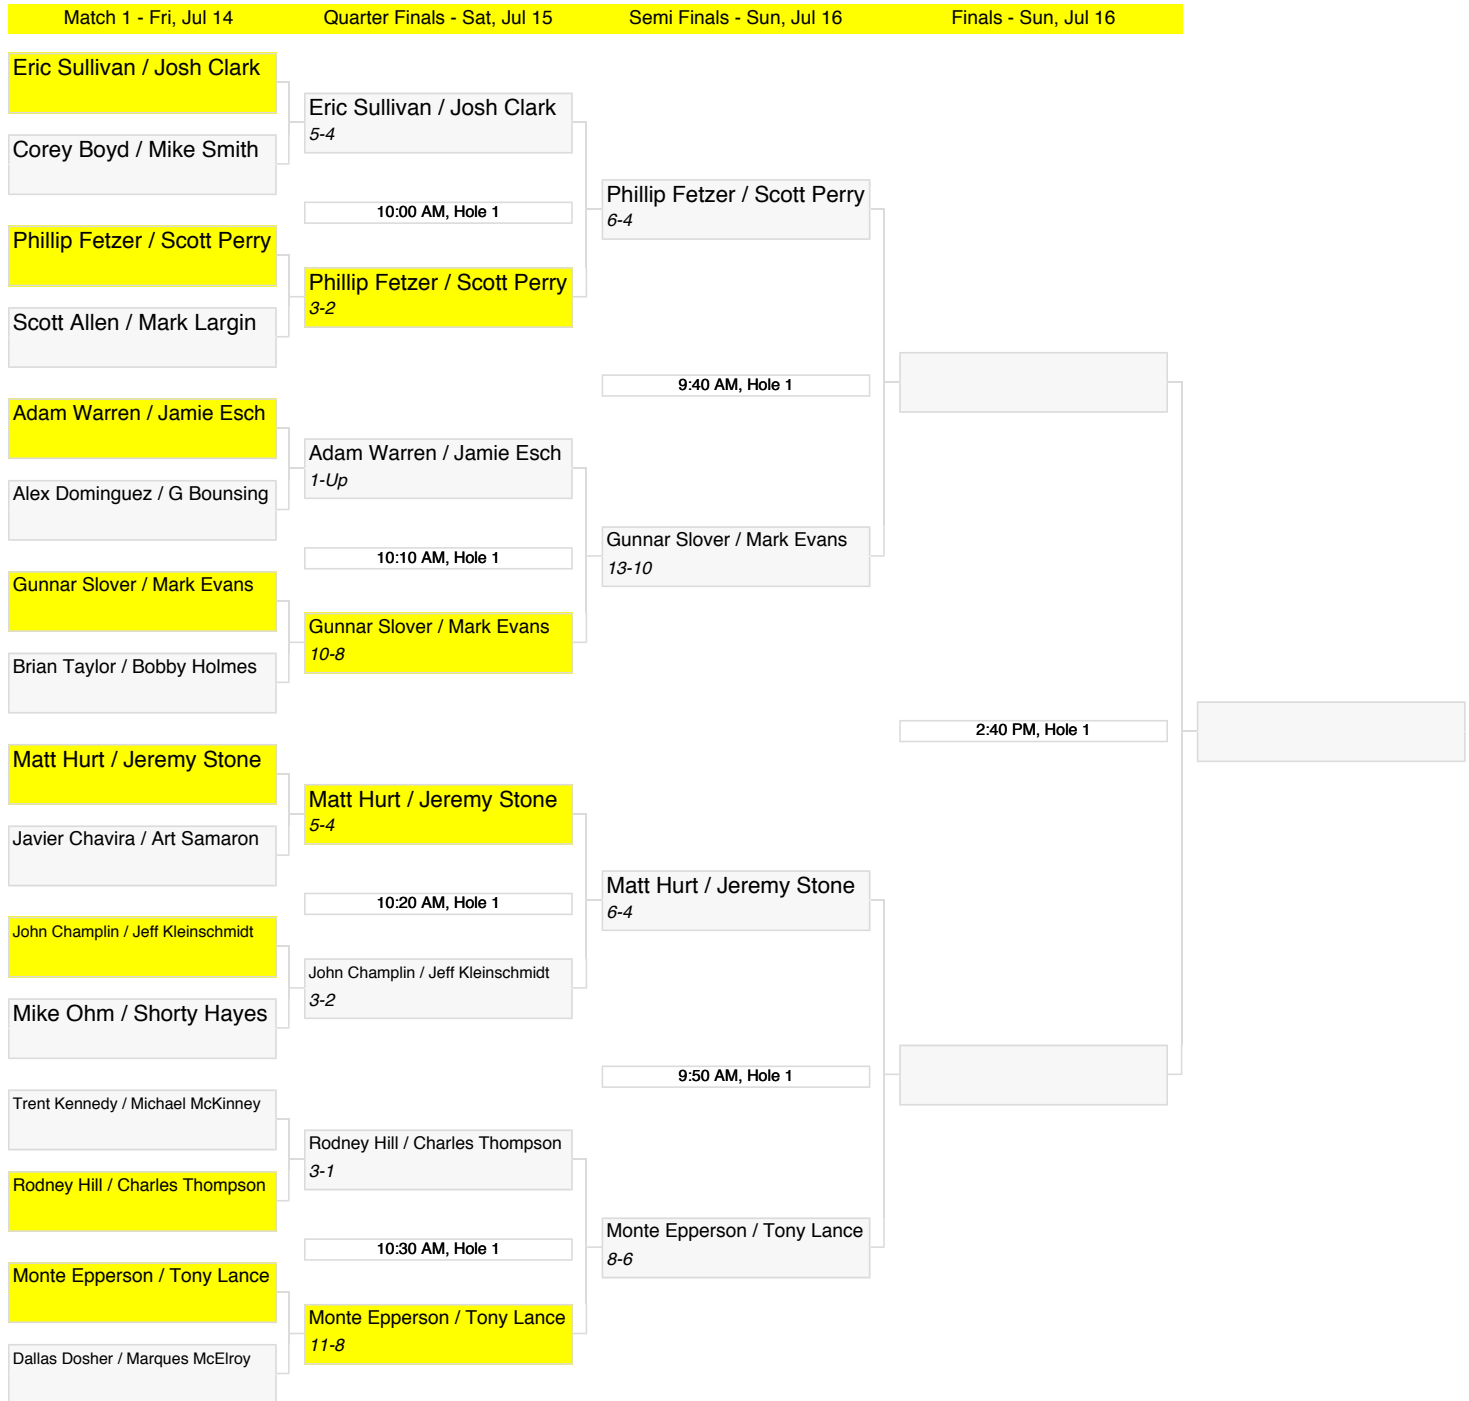 Match 1 - Fri, Jul 14
Quarter Finals - Sat, Jul 15
Semi Finals - Sun, Jul 16
Finals - Sun, Jul 16
Eric Sullivan / Josh Clark
Corey Boyd / Mike Smith
Phillip Fetzer / Scott Perry
Scott Allen / Mark Largin
Adam Warren / Jamie Esch
Alex Dominguez / G Bounsing
Gunnar Slover / Mark Evans
Brian Taylor / Bobby Holmes
Matt Hurt / Jeremy Stone
Javier Chavira / Art Samaron
John Champlin / Jeff Kleinschmidt
Mike Ohm / Shorty Hayes
Trent Kennedy / Michael McKinney
Rodney Hill / Charles Thompson
Monte Epperson / Tony Lance
Dallas Dosher / Marques McElroy
Eric Sullivan / Josh Clark
5-4
10:00 AM, Hole 1
Phillip Fetzer / Scott Perry
3-2
Adam Warren / Jamie Esch
1-Up
10:10 AM, Hole 1
Gunnar Slover / Mark Evans
10-8
Matt Hurt / Jeremy Stone
5-4
10:20 AM, Hole 1
John Champlin / Jeff Kleinschmidt
3-2
Rodney Hill / Charles Thompson
3-1
10:30 AM, Hole 1
Monte Epperson / Tony Lance
11-8
Phillip Fetzer / Scott Perry
6-4
9:40 AM, Hole 1
Gunnar Slover / Mark Evans
13-10
Matt Hurt / Jeremy Stone
6-4
9:50 AM, Hole 1
Monte Epperson / Tony Lance
8-6
2:40 PM, Hole 1